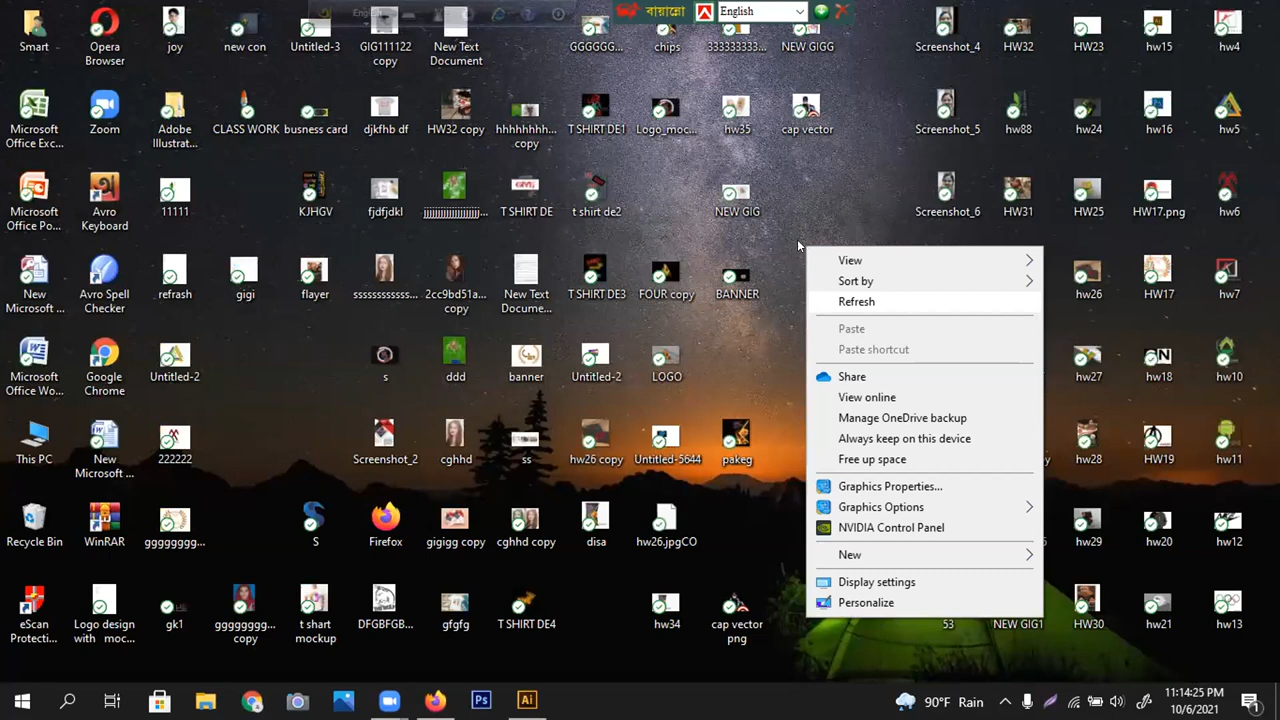 English
বায়ান্নো
English
Smart
Opera
Browser
joy
new con
Untitled-3
GIG111122
copy
New Text
Document
GGGGGG...
chips
333333333...
NEW GIGG
Screenshot_4
HW32
HW23
hw15
hw4
Microsoft
Office Exc...
Zoom
Adobe
Illustrat...
CLASS WORK
busness card
djkfhb df
HW32 copy
hhhhhhhh...
copy
T SHIRT DE1
Logo_moc...
hw35
cap vector
Screenshot_5
hw88
hw24
hw16
hw5
Microsoft
Office Po...
Avro
Keyboard
11111
KJHGV
fjdfjdkl
T SHIRT DE
t shirt de2
NEW GIG
Screenshot_6
HW31
HW25
HW17.png
hw6
New
Microsoft ...
Avro Spell
Checker
refrash
gigi
flayer
ssssssssssss...
2cc9bd51a...
copy
New Text
Docume...
T SHIRT DE3
FOUR copy
BANNER
hw26
HW17
hw7
Microsoft
Office Wo...
Google
Chrome
Untitled-2
s
ddd
banner
Untitled-2
LOGO
hw27
hw18
hw10
This PC
New
Microsoft ...
222222
Screenshot_2
cghhd
ss
hw26 copy
Untitled-5644
pakeg
hw28
HW19
hw11
Recycle Bin
WinRAR
gggggggg...
S
Firefox
gigigg copy
cghhd copy
disa
hw26.jpgCO
hw29
hw20
hw12
eScan
Protecti...
Logo design
with moc...
gk1
gggggggg...
copy
t shart
mockup
DFGBFGB...
gfgfg
T SHIRT DE4
hw34
cap vector
png
53
NEW GIG1
HW30
hw21
hw13
View
Sort by
Refresh
Paste
Paste shortcut
Share
View online
Manage OneDrive backup
Always keep on this device
Free up space
Graphics Properties...
Graphics Options
NVIDIA Control Panel
New
Display settings
Personalize
Ps
Ai
90°F Rain
11:14:25 PM
10/6/2021
1